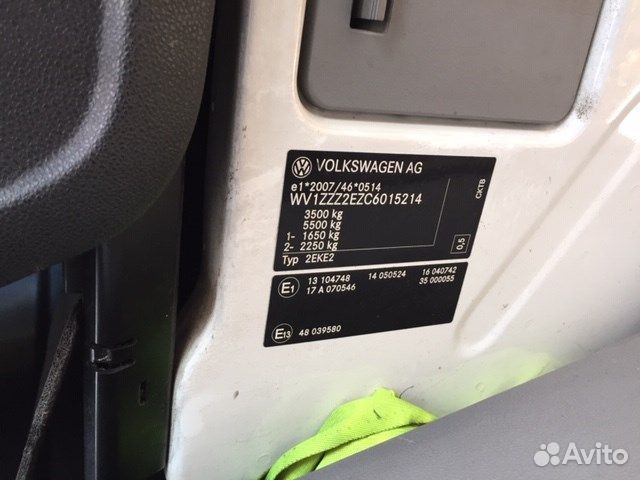 VOLKSWAGEN AG
e1*2007/46*0514
WV1ZZZ2EZC6015214
3500 kg
5500 kg
1- 1650 kg
2- 2250 kg
Typ 2EKE2
0,5
CKTB
E1 13 104748 14 050524 16 040742
17 A 070546 35 000055
E13 48 039580
Avito